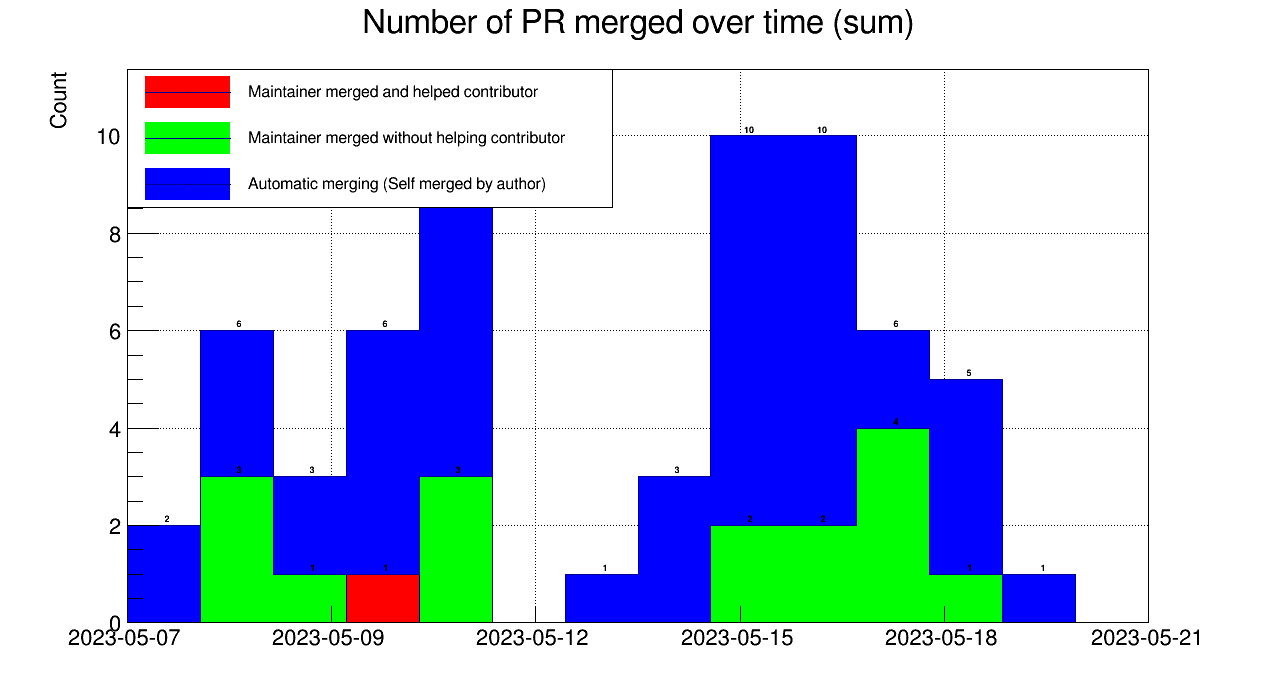 Number of PR merged over time (sum)
Count
Maintainer merged and helped contributor
Maintainer merged without helping contributor
Automatic merging (Self merged by author)
10
8
6
4
2
0
10 10
6 6 6
5
4
3 3 3 3
2 2 2
1 1 1 1 1
2023-05-07 2023-05-09 2023-05-12 2023-05-15 2023-05-18 2023-05-21